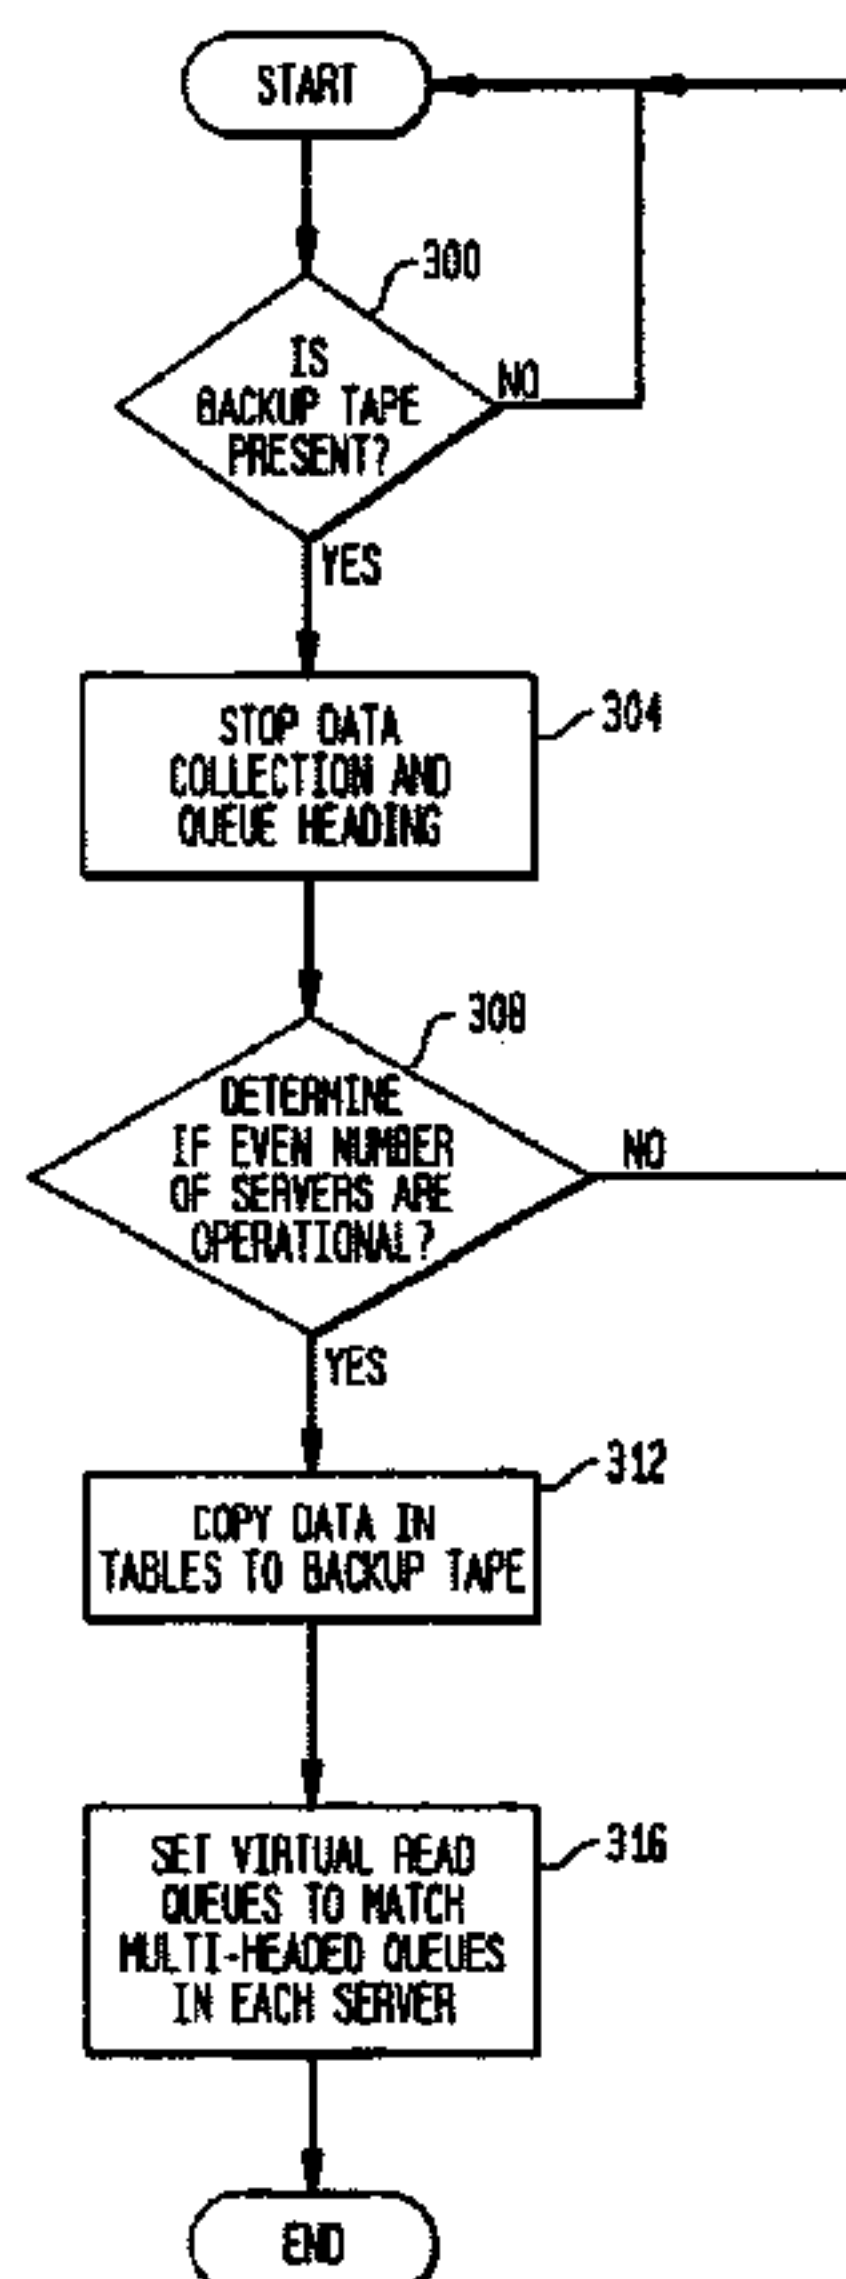 START
300
IS
BACKUP TAPE
PRESENT?
NO
YES
304
STOP DATA
COLLECTION AND
QUEUE HEADING
308
DETERMINE
IF EVEN NUMBER
OF SERVERS ARE
OPERATIONAL?
NO
YES
312
COPY DATA IN
TABLES TO BACKUP TAPE
316
SET VIRTUAL READ
QUEUES TO MATCH
MULTI-HEADED QUEUES
IN EACH SERVER
END